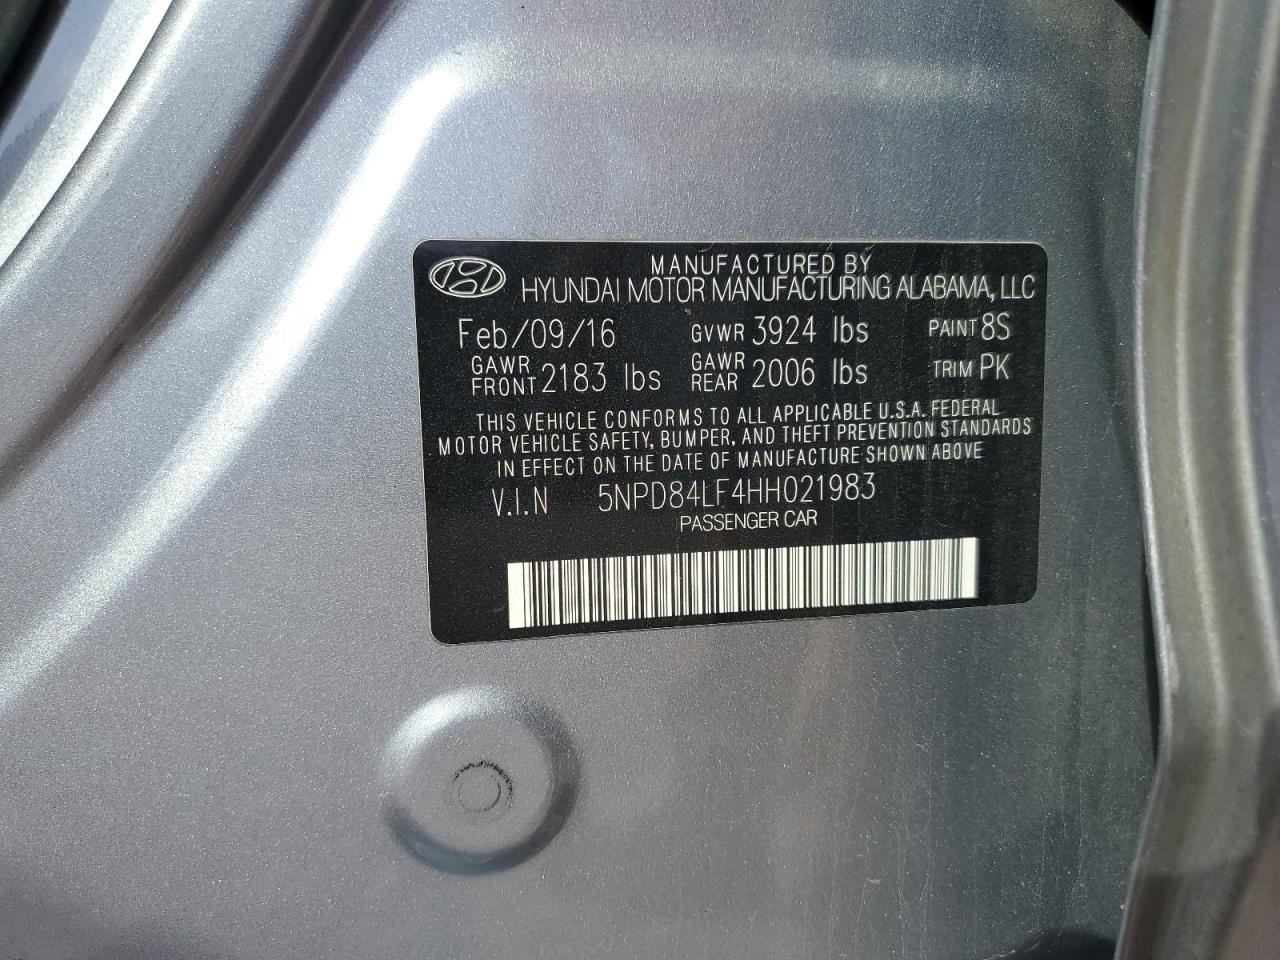 MANUFACTURED BY
HYUNDAI MOTOR MANUFACTURING ALABAMA, LLC
Feb/09/16 GVWR 3924 lbs PAINT 8S
GAWR FRONT 2183 lbs GAWR REAR 2006 lbs TRIM PK
THIS VEHICLE CONFORMS TO ALL APPLICABLE U.S.A. FEDERAL
MOTOR VEHICLE SAFETY, BUMPER, AND THEFT PREVENTION STANDARDS
IN EFFECT ON THE DATE OF MANUFACTURE SHOWN ABOVE
V.I.N 5NPD84LF4HH021983
PASSENGER CAR